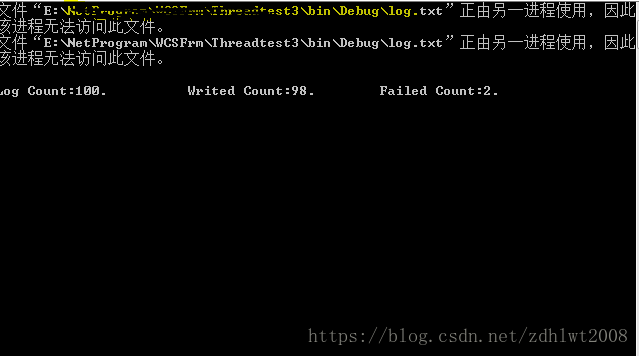 文件“E:\NetProgram\WCSFrm\Threadtest3\bin\Debug\log.txt”正由另一进程使用，因此
该进程无法访问此文件。
文件“E:\NetProgram\WCSFrm\Threadtest3\bin\Debug\log.txt”正由另一进程使用，因此
该进程无法访问此文件。
Log Count:100. Writed Count:98. Failed Count:2.
https://blog.csdn.net/zdhlwt2008